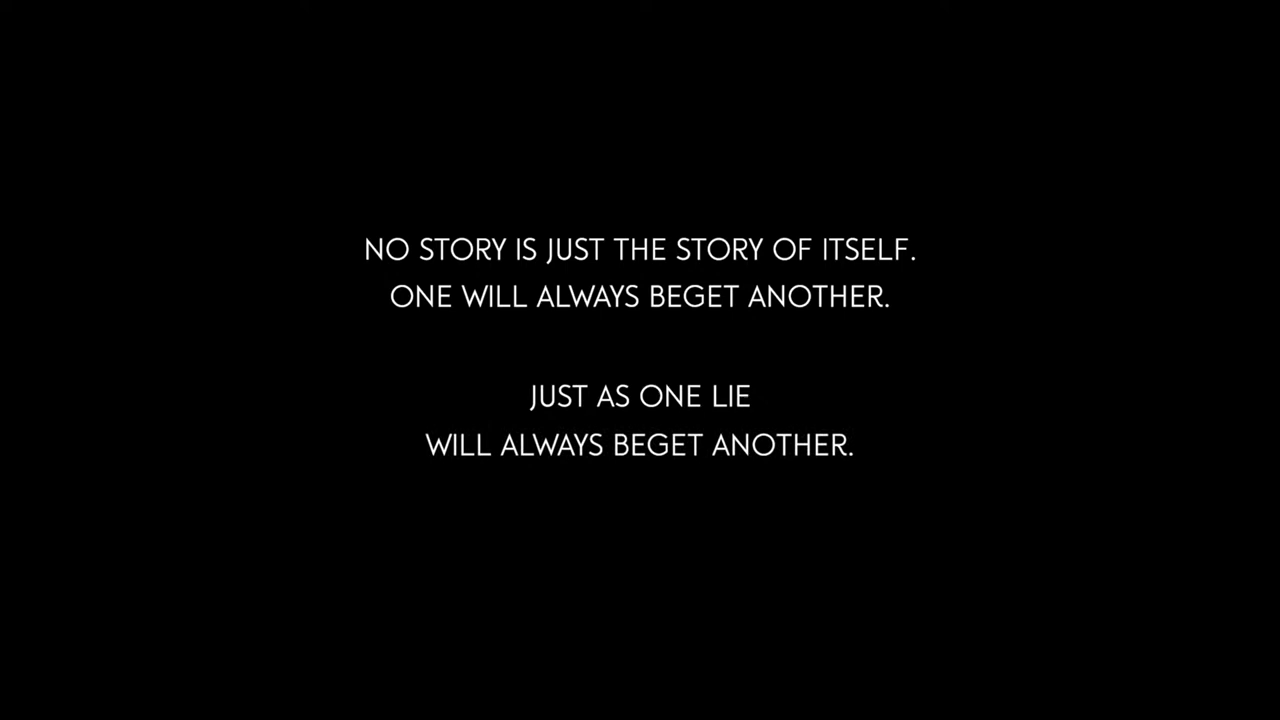 NO STORY IS JUST THE STORY OF ITSELF.
ONE WILL ALWAYS BEGET ANOTHER.
JUST AS ONE LIE
WILL ALWAYS BEGET ANOTHER.